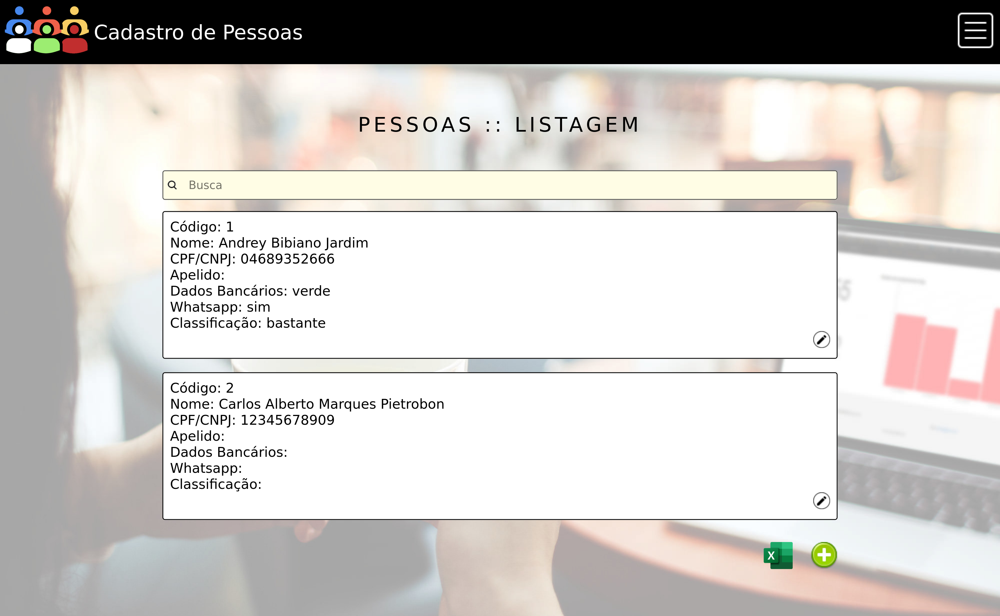 Cadastro de Pessoas
PESSOAS :: LISTAGEM
Busca
Código: 1
Nome: Andrey Bibiano Jardim
CPF/CNPJ: 04689352666
Apelido:
Dados Bancários: verde
Whatsapp: sim
Classificação: bastante
Código: 2
Nome: Carlos Alberto Marques Pietrobon
CPF/CNPJ: 12345678909
Apelido:
Dados Bancários:
Whatsapp:
Classificação:
X